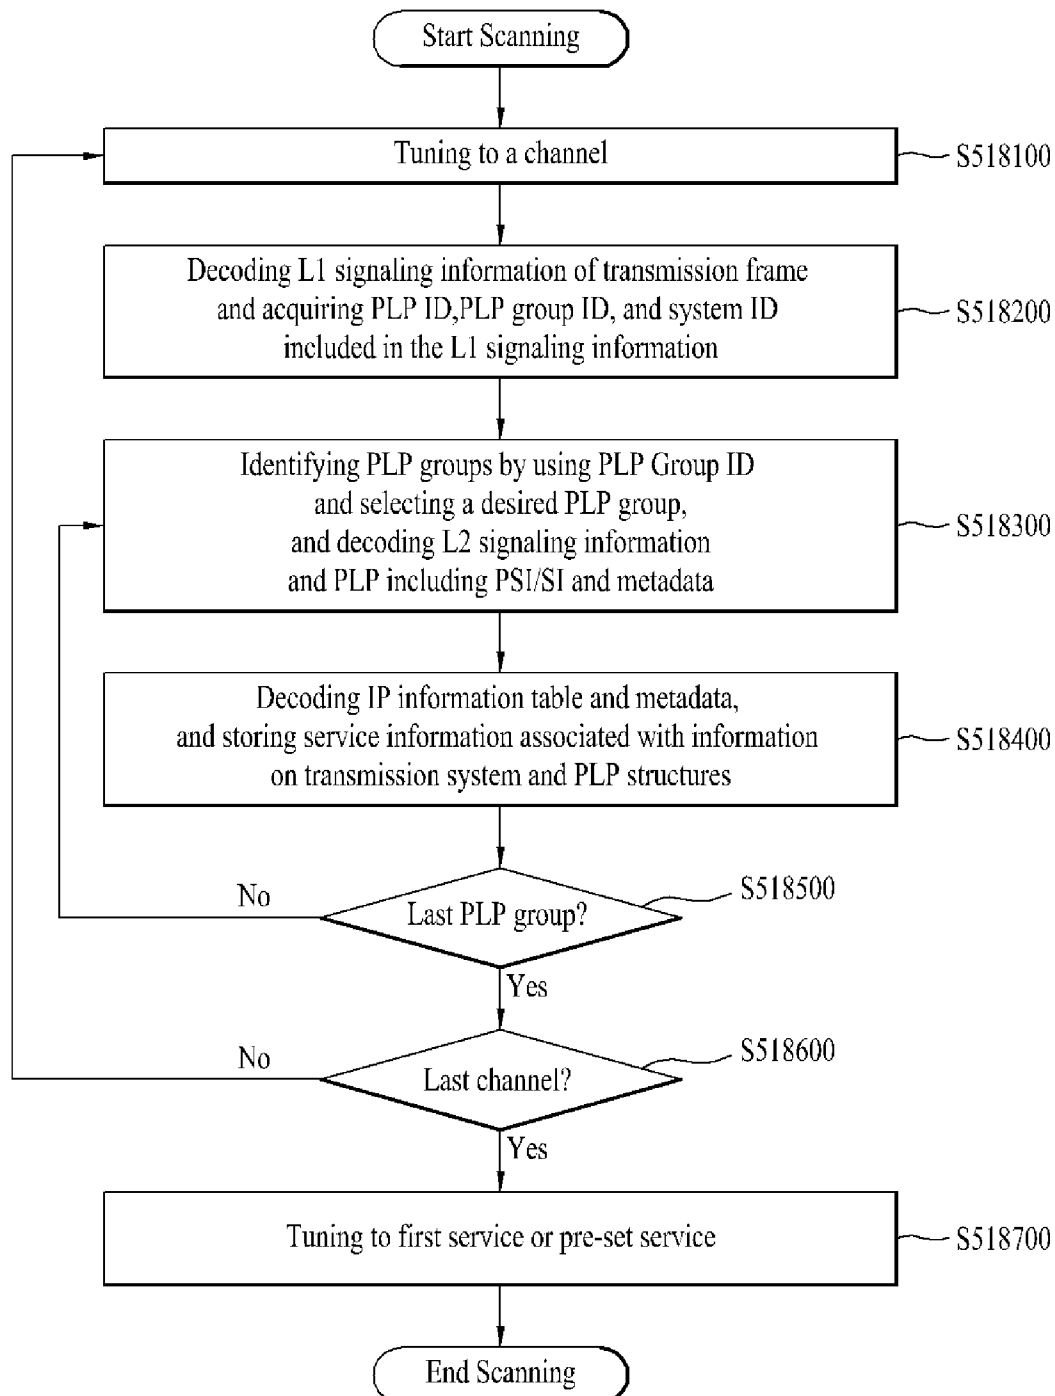 Start Scanning
Tuning to a channel
S518100
Decoding L1 signaling information of transmission frame
and acquiring PLP ID,PLP group ID, and system ID
included in the L1 signaling information
S518200
Identifying PLP groups by using PLP Group ID
and selecting a desired PLP group,
and decoding L2 signaling information
and PLP including PSI/SI and metadata
S518300
Decoding IP information table and metadata,
and storing service information associated with information
on transmission system and PLP structures
S518400
No
Last PLP group?
S518500
Yes
No
Last channel?
S518600
Yes
Tuning to first service or pre-set service
S518700
End Scanning